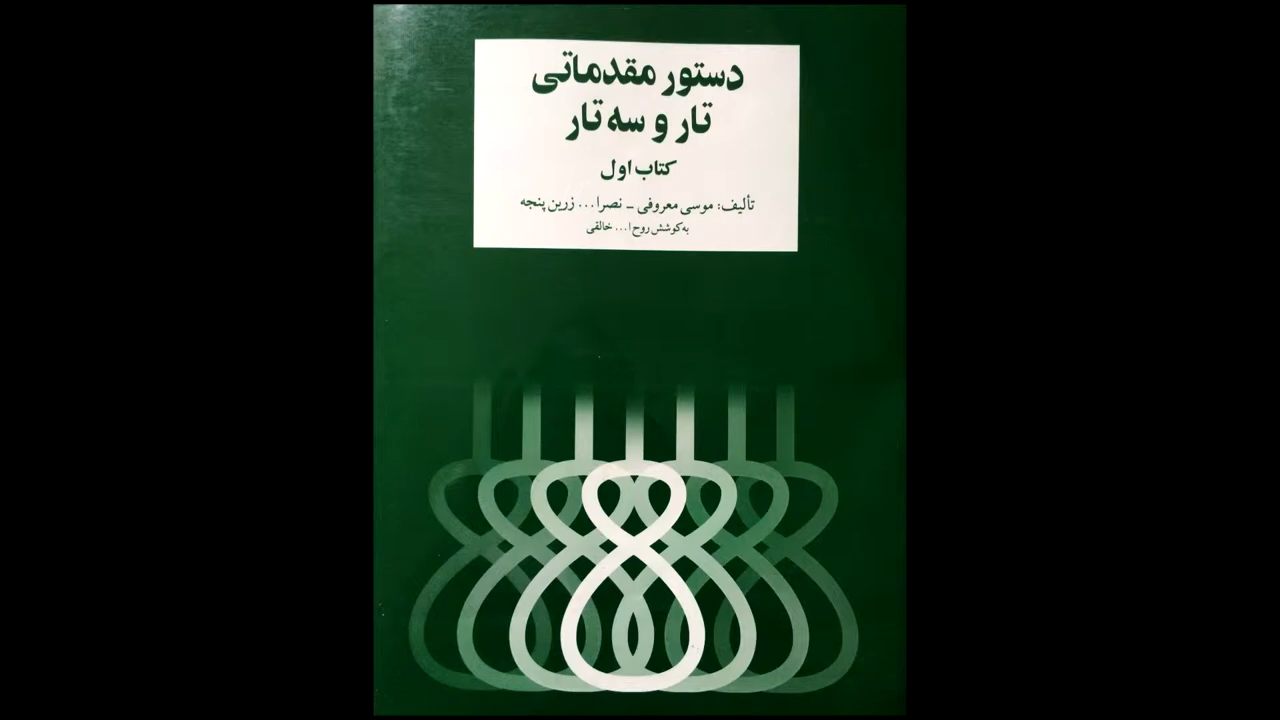 دستور مقدماتی
تار و سه تار
کتاب اول
تألیف: موسی معروفی ـ نصرا... زرین پنجه
به کوشش روح ا... خالقی